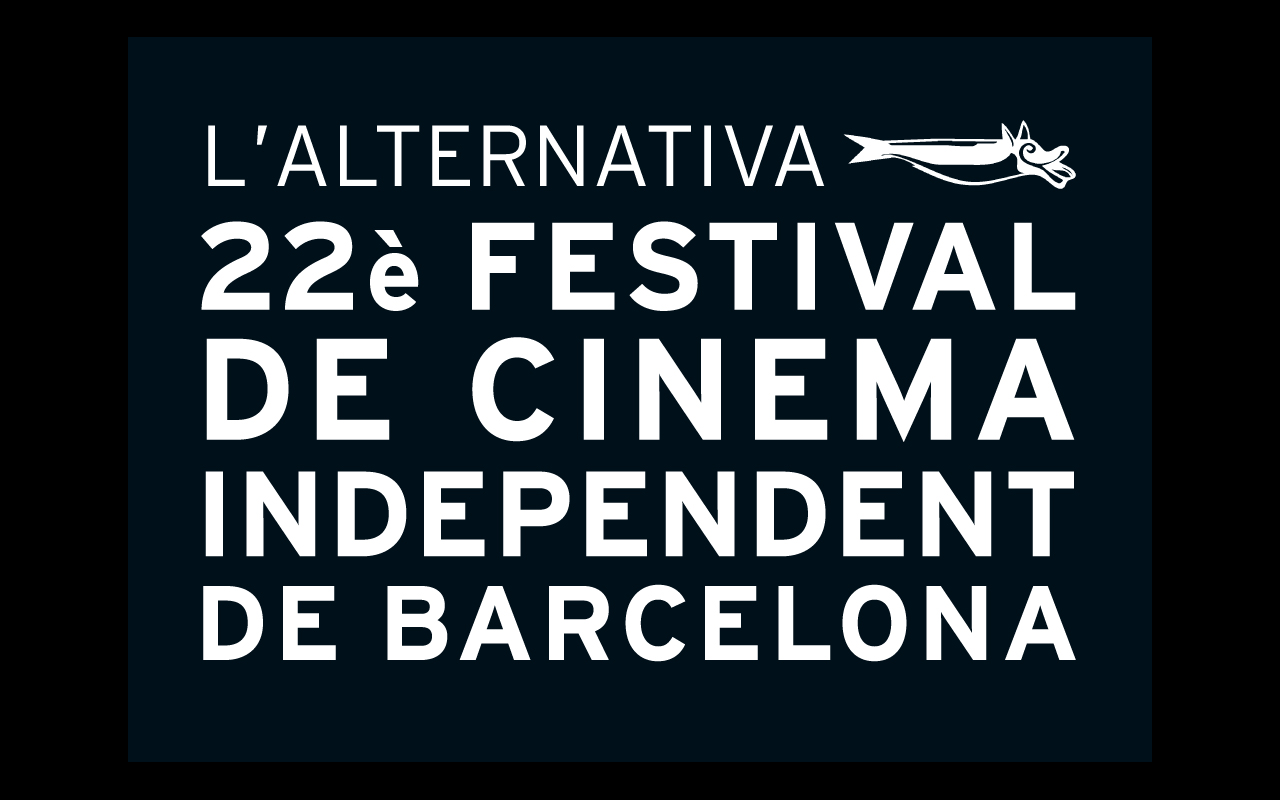 L'ALTERNATIVA
22è FESTIVAL
DE CINEMA
INDEPENDENT
DE BARCELONA